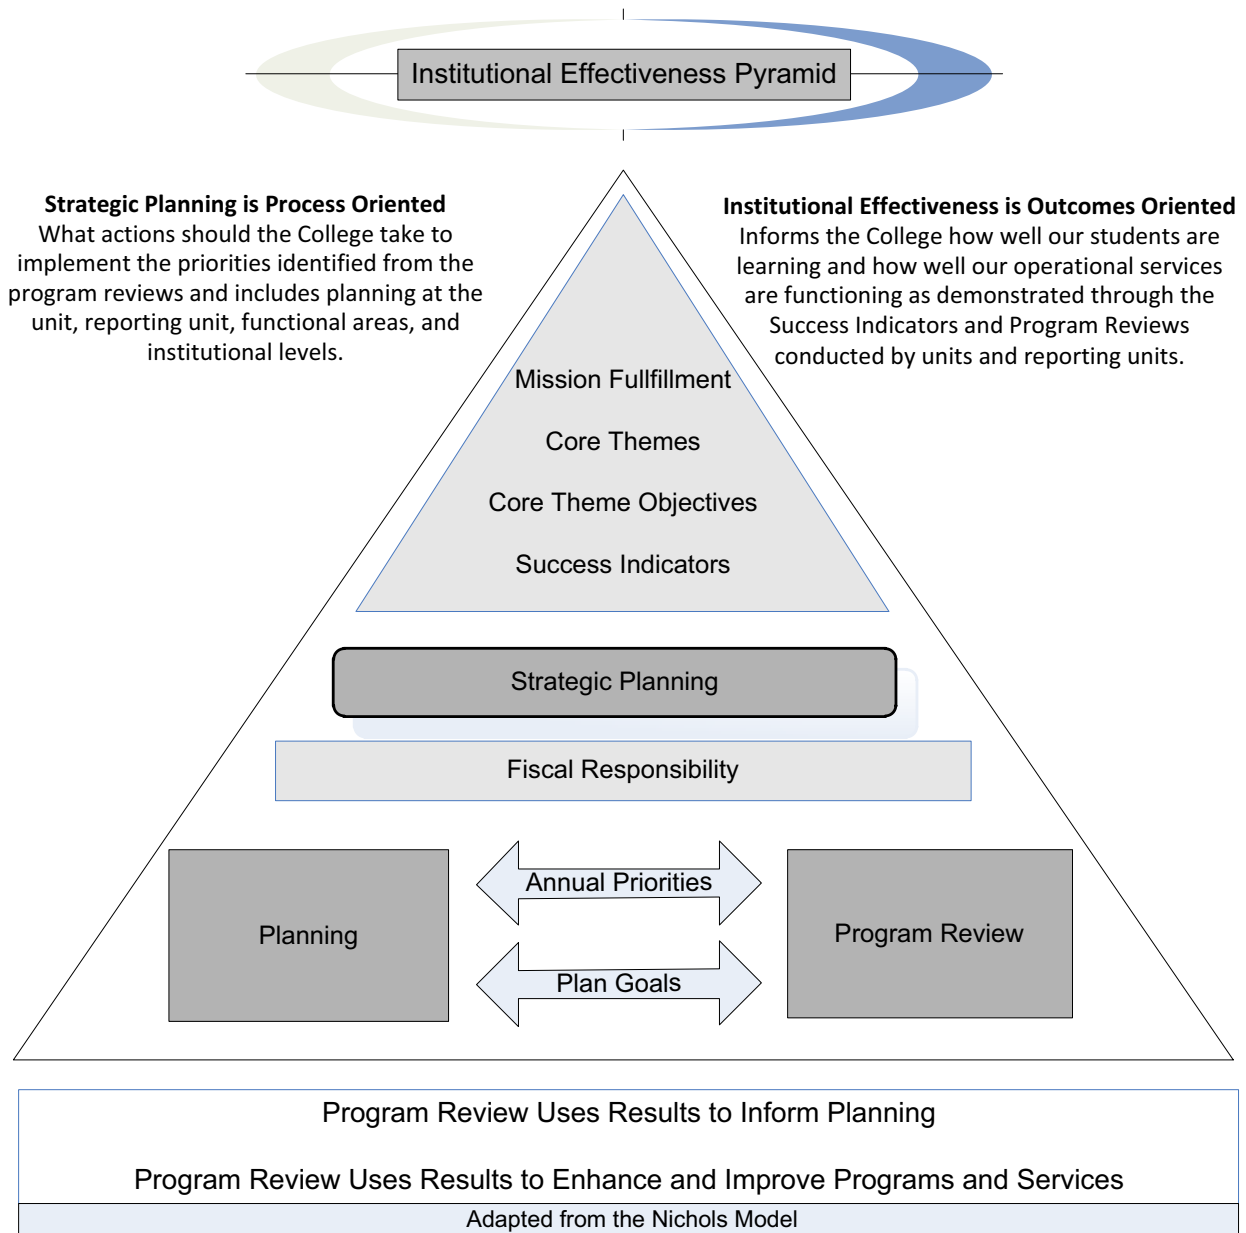 Institutional Effectiveness Pyramid
Strategic Planning is Process Oriented
What actions should the College take to
implement the priorities identified from the
program reviews and includes planning at the
unit, reporting unit, functional areas, and
institutional levels.
Institutional Effectiveness is Outcomes Oriented
Informs the College how well our students are
learning and how well our operational services
are functioning as demonstrated through the
Success Indicators and Program Reviews
conducted by units and reporting units.
Mission Fullfillment
Core Themes
Core Theme Objectives
Success Indicators
Strategic Planning
Fiscal Responsibility
Planning
Annual Priorities
Plan Goals
Program Review
Program Review Uses Results to Inform Planning
Program Review Uses Results to Enhance and Improve Programs and Services
Adapted from the Nichols Model